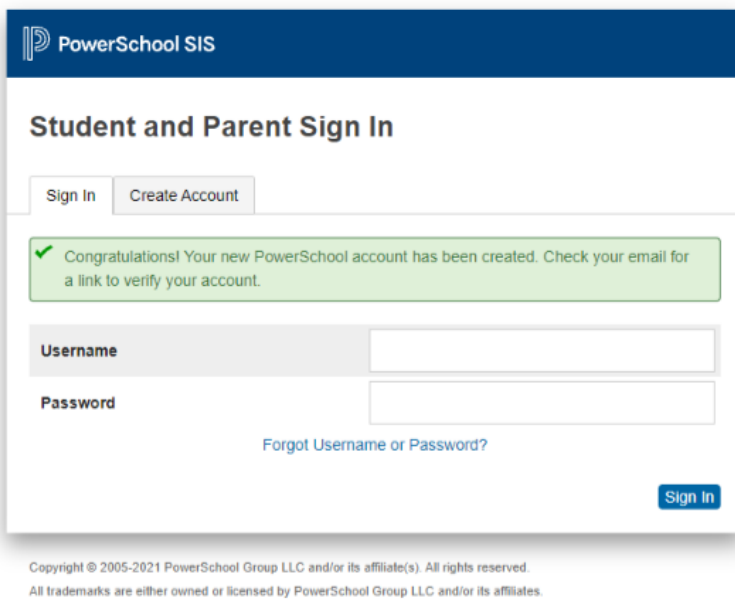 PowerSchool SIS
Student and Parent Sign In
Sign In
Create Account
Congratulations! Your new PowerSchool account has been created. Check your email for
a link to verify your account.
Username
Password
Forgot Username or Password?
Sign In
Copyright © 2005-2021 PowerSchool Group LLC and/or its affiliate(s). All rights reserved.
All trademarks are either owned or licensed by PowerSchool Group LLC and/or its affiliates.